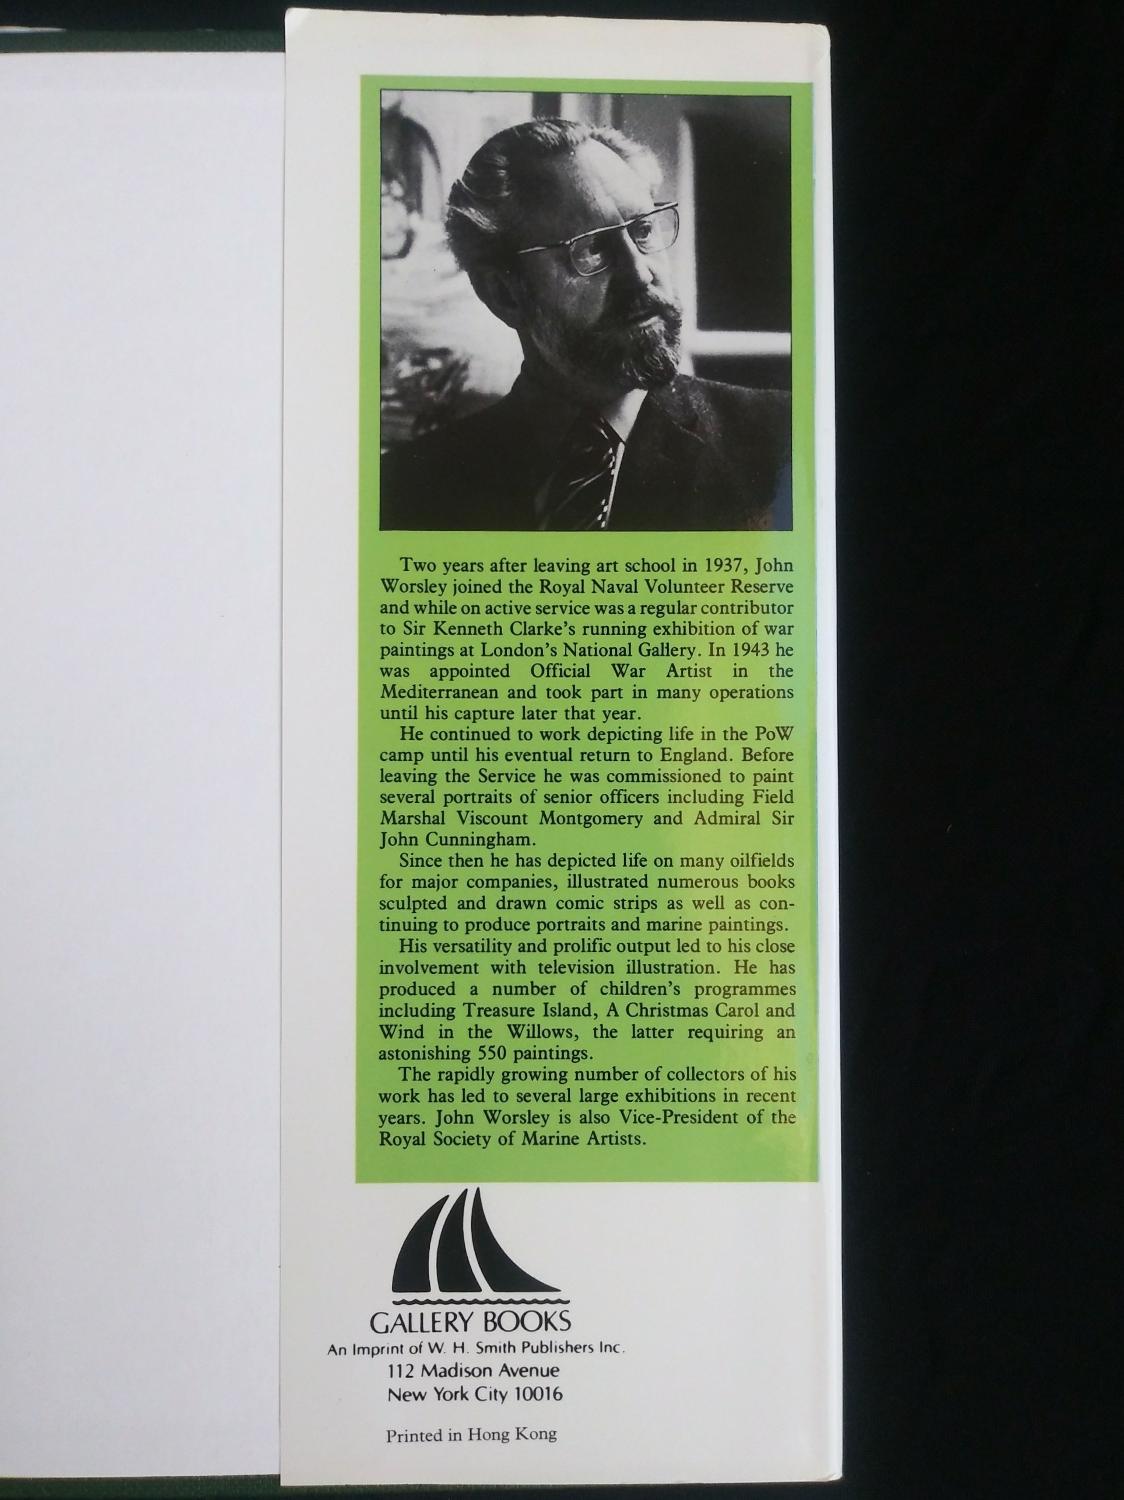 Two years after leaving art school in 1937, John
Worsley joined the Royal Naval Volunteer Reserve
and while on active service was a regular contributor
to Sir Kenneth Clarke's running exhibition of war
paintings at London's National Gallery. In 1943 he
was appointed Official War Artist in the
Mediterranean and took part in many operations
until his capture later that year.
He continued to work depicting life in the PoW
camp until his eventual return to England. Before
leaving the Service he was commissioned to paint
several portraits of senior officers including Field
Marshal Viscount Montgomery and Admiral Sir
John Cunningham.
Since then he has depicted life on many oilfields
for major companies, illustrated numerous books
sculpted and drawn comic strips as well as con-
tinuing to produce portraits and marine paintings.
His versatility and prolific output led to his close
involvement with television illustration. He has
produced a number of children's programmes
including Treasure Island, A Christmas Carol and
Wind in the Willows, the latter requiring an
astonishing 550 paintings.
The rapidly growing number of collectors of his
work has led to several large exhibitions in recent
years. John Worsley is also Vice-President of the
Royal Society of Marine Artists.
GALLERY BOOKS
An Imprint of W. H. Smith Publishers Inc.
112 Madison Avenue
New York City 10016
Printed in Hong Kong